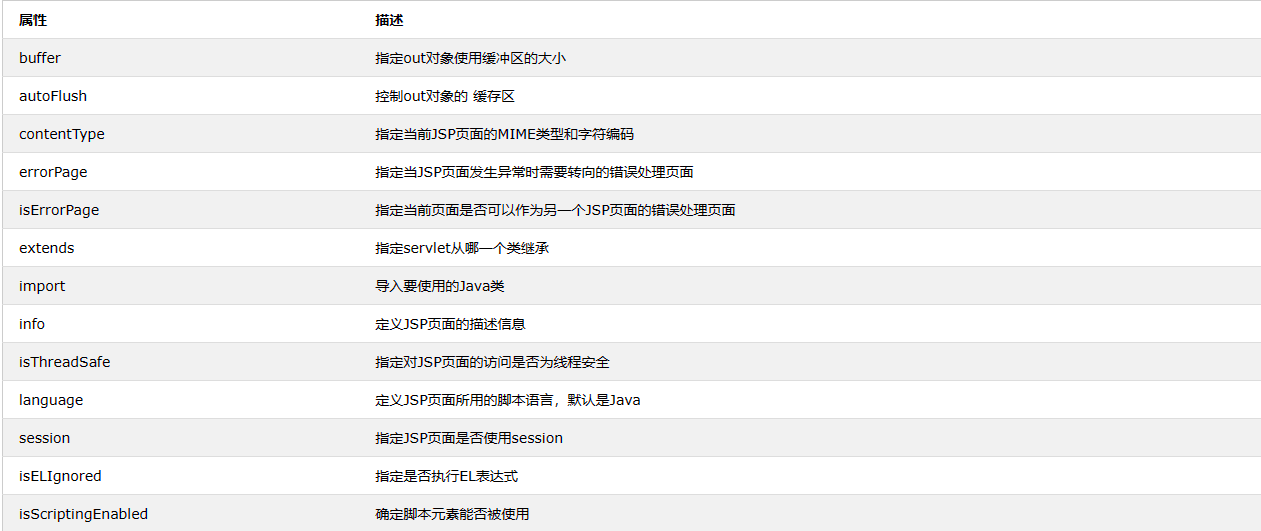 属性 描述
buffer 指定out对象使用缓冲区的大小
autoFlush 控制out对象的 缓存区
contentType 指定当前JSP页面的MIME类型和字符编码
errorPage 指定当JSP页面发生异常时需要转向的错误处理页面
isErrorPage 指定当前页面是否可以作为另一个JSP页面的错误处理页面
extends 指定servlet从哪一个类继承
import 导入要使用的Java类
info 定义JSP页面的描述信息
isThreadSafe 指定对JSP页面的访问是否为线程安全
language 定义JSP页面所用的脚本语言，默认是Java
session 指定JSP页面是否使用session
isELIgnored 指定是否执行EL表达式
isScriptingEnabled 确定脚本元素能否被使用